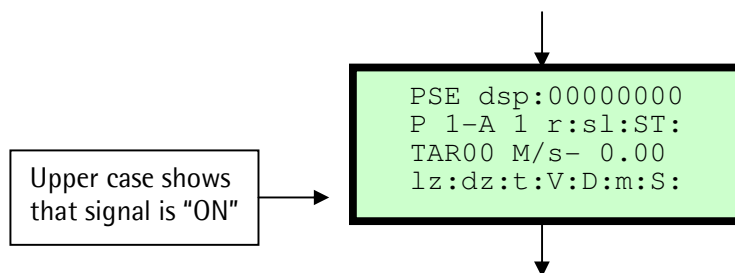 PSE dsp:00000000
P 1-A 1 r:sl:ST:
TAR00 M/s- 0.00
lz:dz:t:V:D:m:S:
Upper case shows
that signal is "ON"